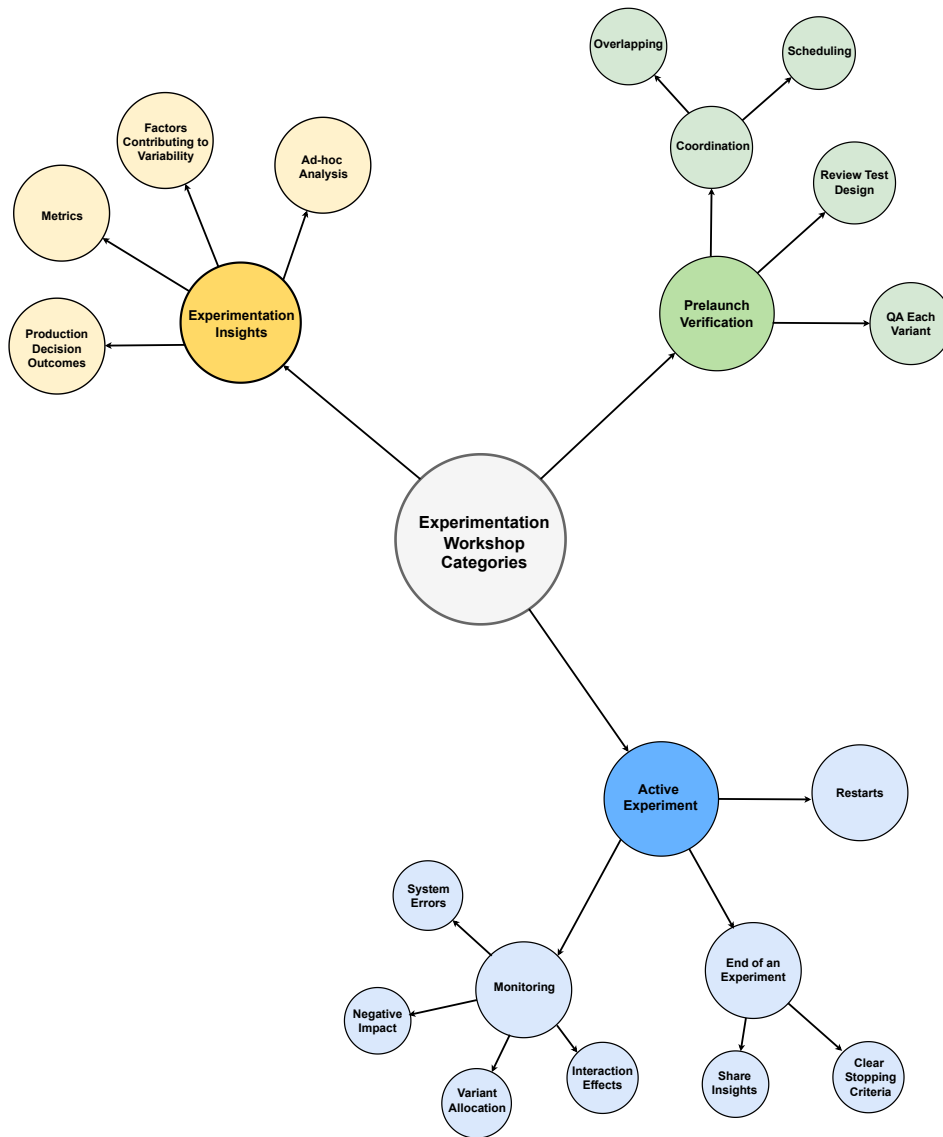 Overlapping
Scheduling
Coordination
Review Test
Design
Prelaunch
Verification
QA Each
Variant
Factors
Contributing to
Variability
Ad-hoc
Analysis
Metrics
Experimentation
Insights
Production
Decision
Outcomes
Experimentation
Workshop
Categories
Active
Experiment
Restarts
System
Errors
Monitoring
Negative
Impact
Variant
Allocation
Interaction
Effects
End of an
Experiment
Share
Insights
Clear
Stopping
Criteria